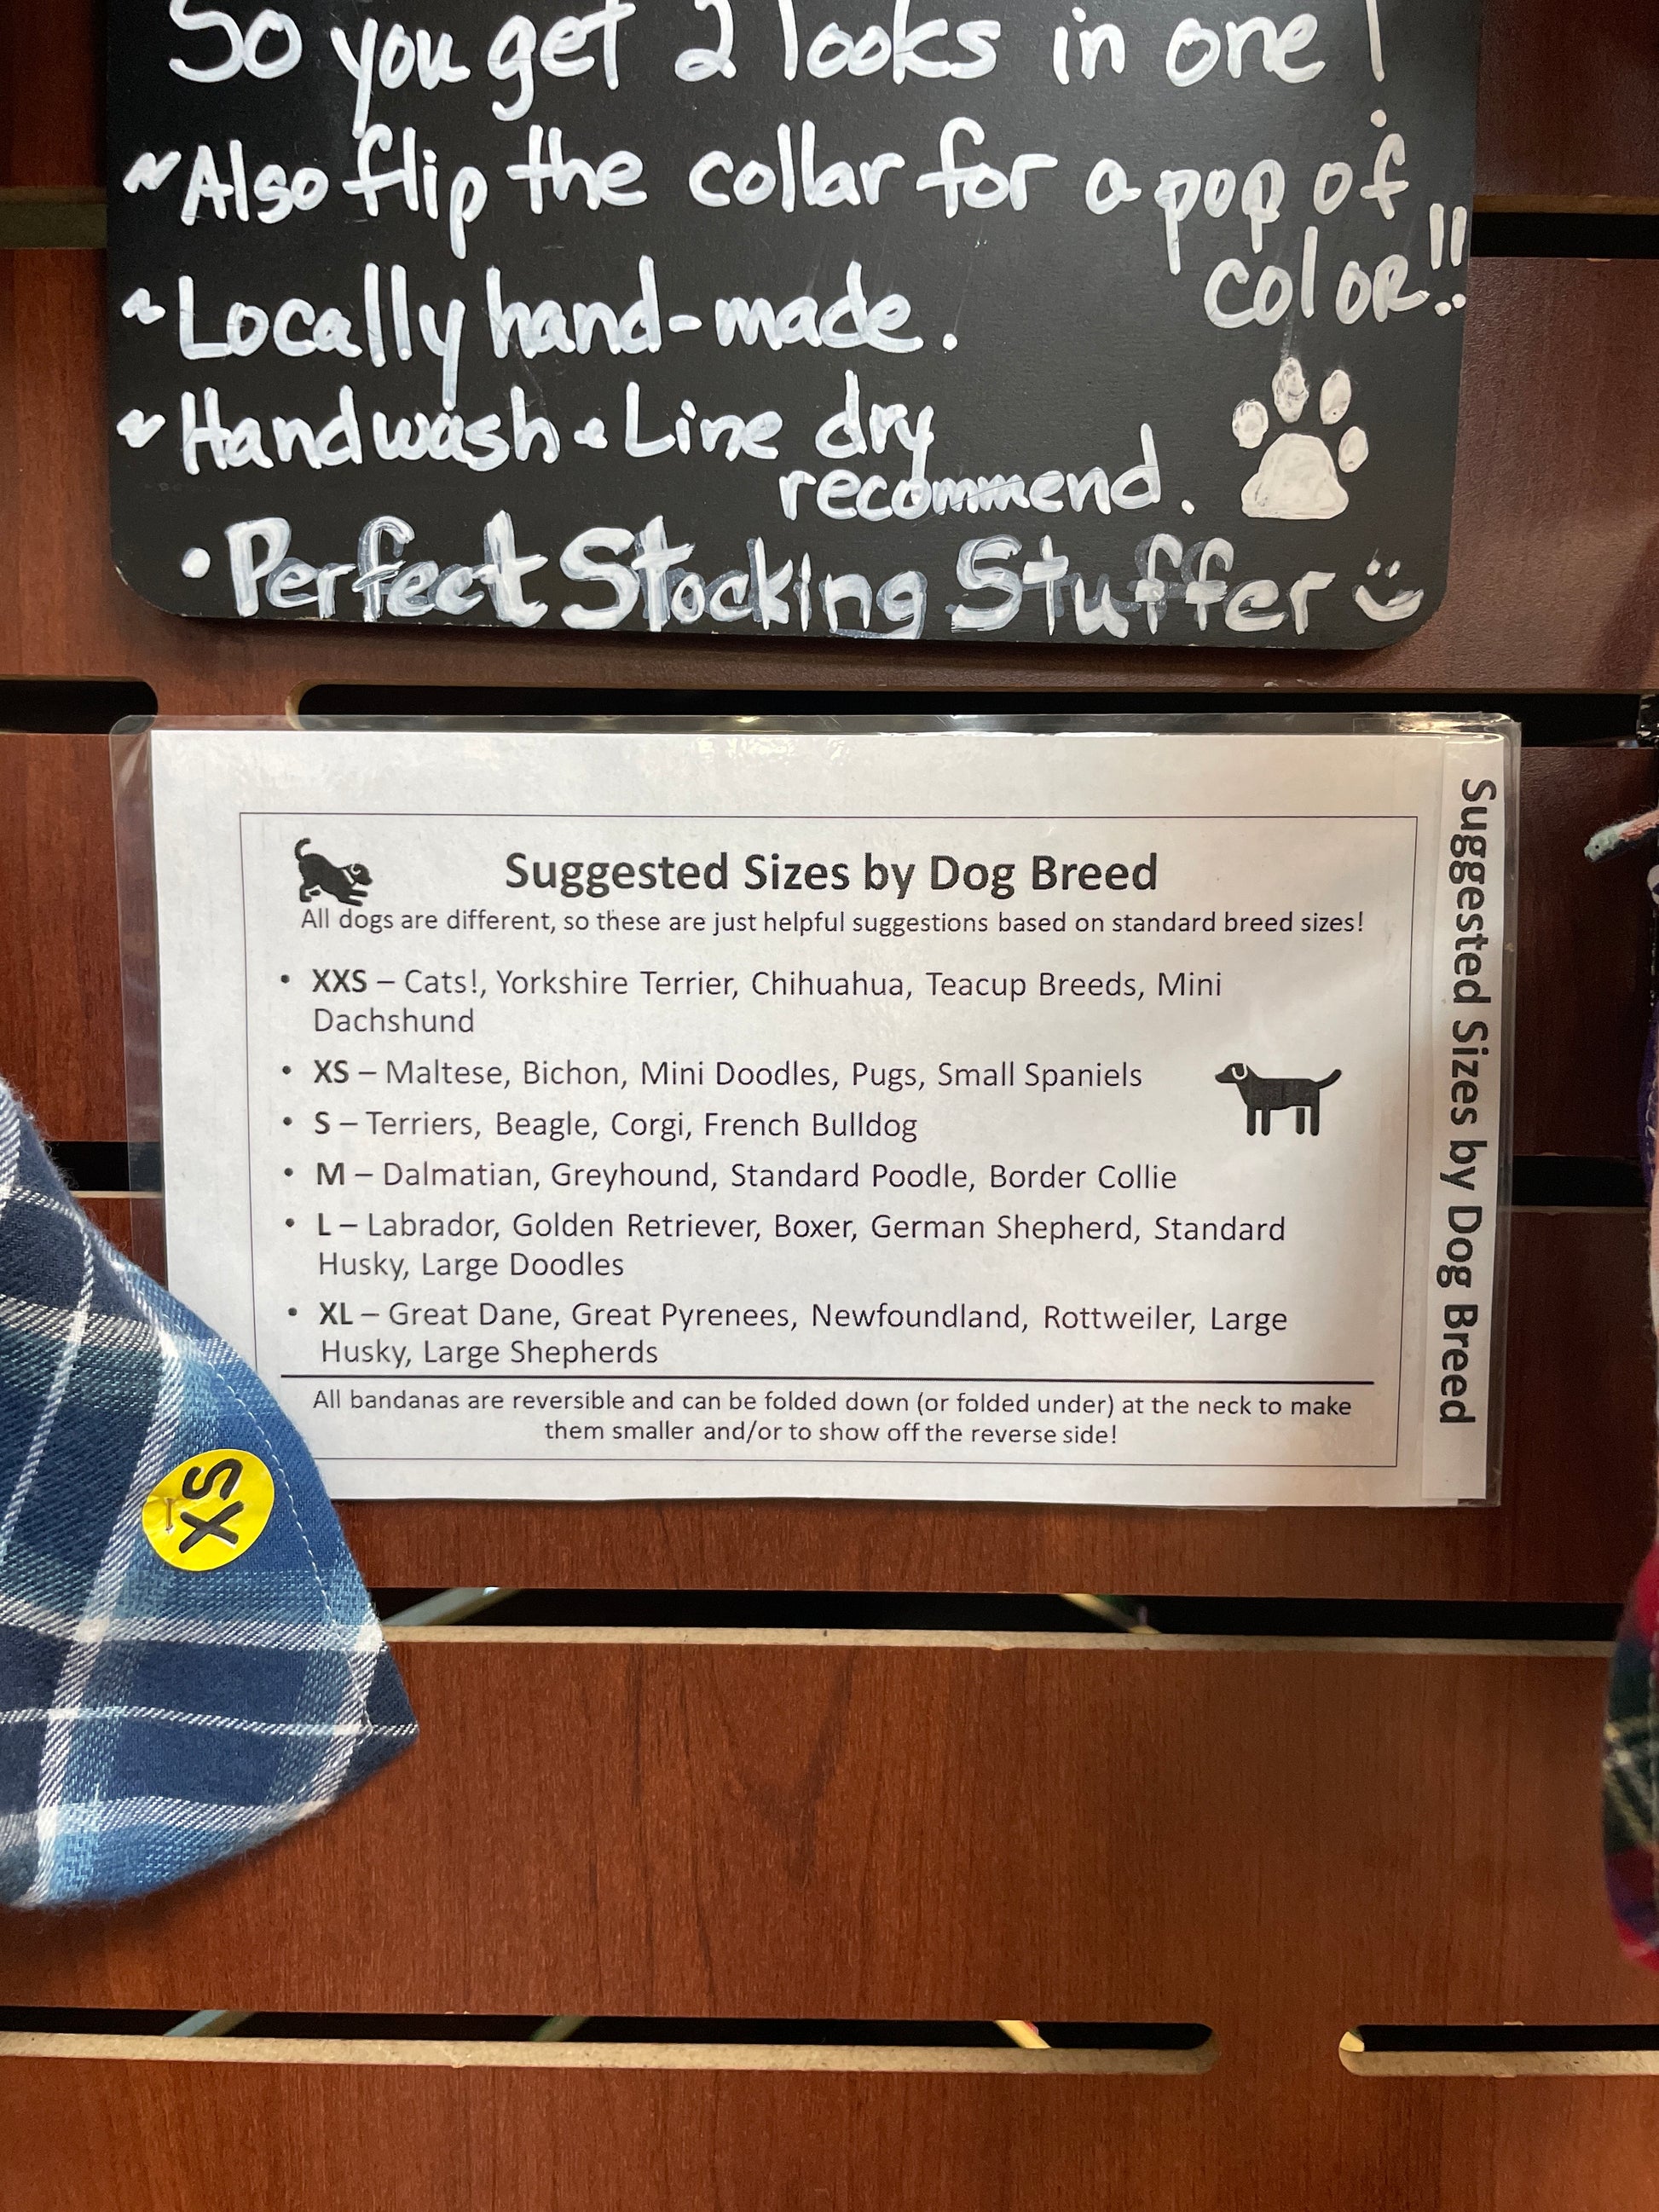 So you get 2 looks in one!
~Also flip the collar for a pop of
color!!
~Locally hand-made.
~Handwash & Line dry
recommend.
• Perfect Stocking Stuffer
Suggested Sizes by Dog Breed
All dogs are different, so these are just helpful suggestions based on standard breed sizes!
• XXS – Cats!, Yorkshire Terrier, Chihuahua, Teacup Breeds, Mini
Dachshund
• XS – Maltese, Bichon, Mini Doodles, Pugs, Small Spaniels
• S – Terriers, Beagle, Corgi, French Bulldog
• M – Dalmatian, Greyhound, Standard Poodle, Border Collie
• L – Labrador, Golden Retriever, Boxer, German Shepherd, Standard
Husky, Large Doodles
• XL – Great Dane, Great Pyrenees, Newfoundland, Rottweiler, Large
Husky, Large Shepherds
All bandanas are reversible and can be folded down (or folded under) at the neck to make
them smaller and/or to show off the reverse side!
Suggested Sizes by Dog Breed
XS